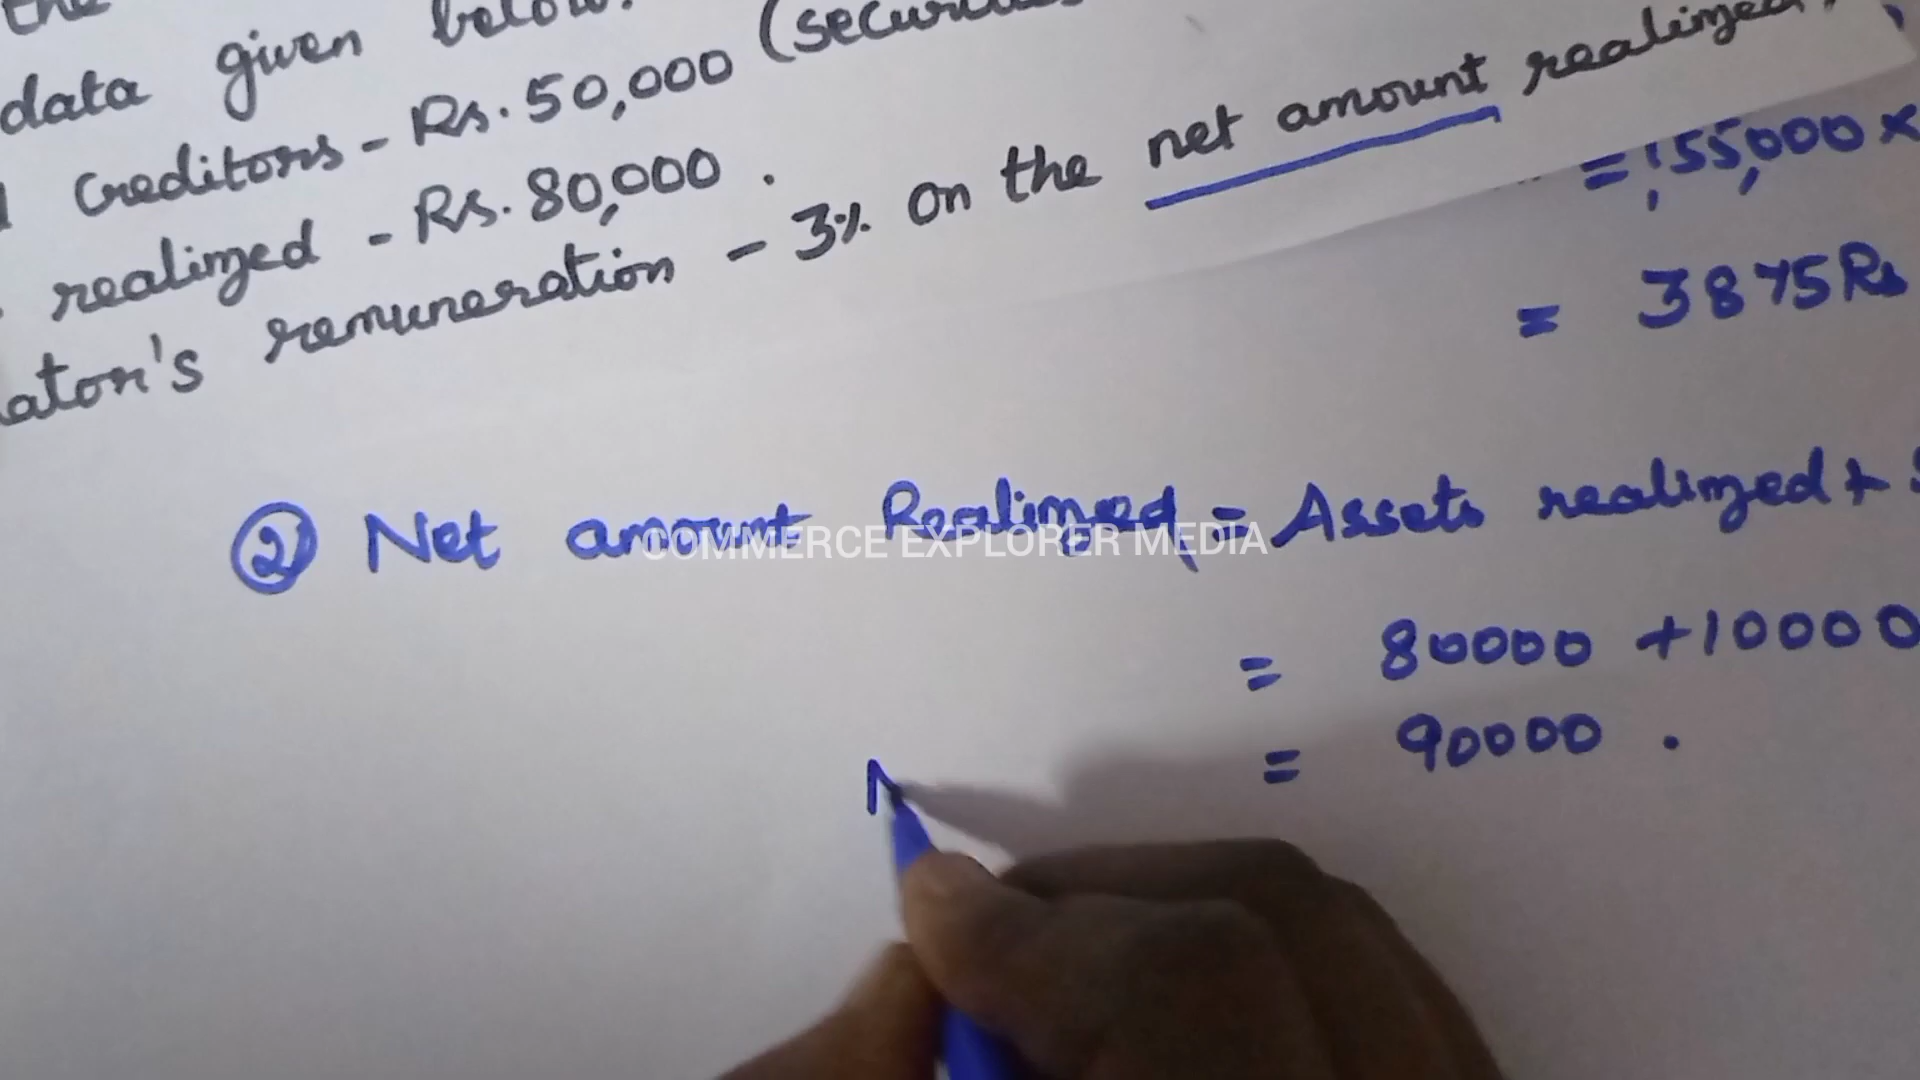 the
data given below.
Creditors - Rs. 50,000 (securities
realized - Rs. 80,000 .
remuneration - 3% on the net amount realized
= 155,000 x
= 3875 Rs
② Net amount Realized = Assets realized +
COMMERCE EXPLORER MEDIA
= 80000 + 10000
= 90000 .